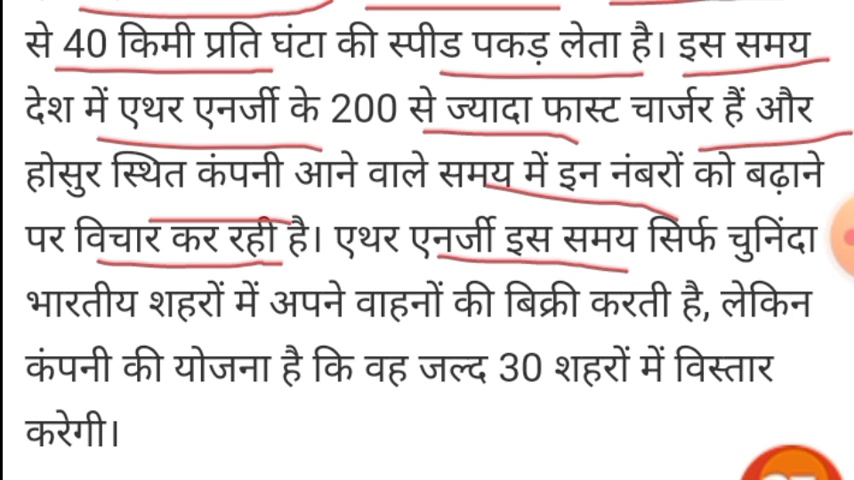 से 40 किमी प्रति घंटा की स्पीड पकड़ लेता है। इस समय
देश में एथर एनर्जी के 200 से ज्यादा फास्ट चार्जर हैं और
होसुर स्थित कंपनी आने वाले समय में इन नंबरों को बढ़ाने
पर विचार कर रही है। एथर एनर्जी इस समय सिर्फ चुनिंदा
भारतीय शहरों में अपने वाहनों की बिक्री करती है, लेकिन
कंपनी की योजना है कि वह जल्द 30 शहरों में विस्तार
करेगी।